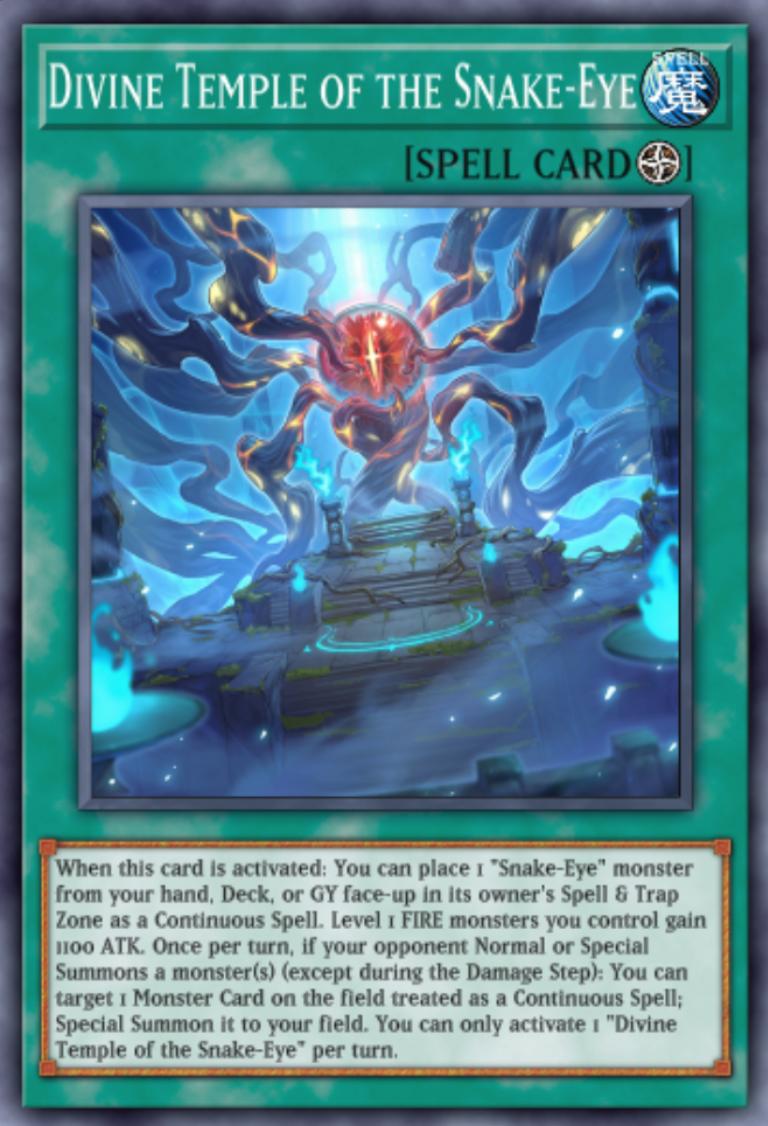 Divine Temple of the Snake-Eye
SPELL
魔
[SPELL CARD]
When this card is activated: You can place 1 "Snake-Eye" monster
from your hand, Deck, or GY face-up in its owner's Spell & Trap
Zone as a Continuous Spell. Level 1 FIRE monsters you control gain
1100 ATK. Once per turn, if your opponent Normal or Special
Summons a monster(s) (except during the Damage Step): You can
target 1 Monster Card on the field treated as a Continuous Spell;
Special Summon it to your field. You can only activate 1 "Divine
Temple of the Snake-Eye" per turn.